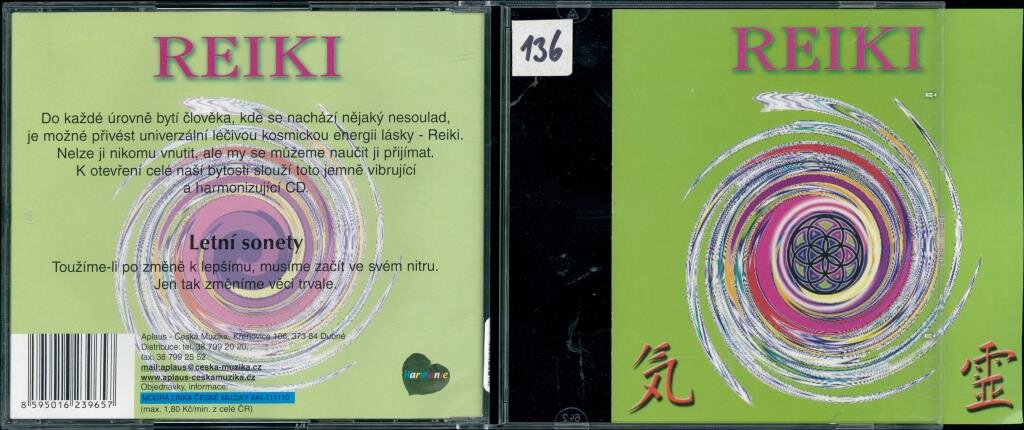 REIKI
Do každé úrovně bytí člověka, kde se nachází nějaký nesoulad,
je možné přivést univerzální léčivou kosmickou energii lásky - Reiki.
Nelze ji nikomu vnutit, ale my se můžeme naučit ji přijímat.
K otevření celé naší bytosti slouží toto jemně vibrující
a harmonizující CD.
Letní sonety
Toužíme-li po změně k lepšímu, musíme začít ve svém nitru.
Jen tak změníme věci trvale.
Aplaus - Česká Muzika, Křenovice 106, 373 84 Dubné
Distribuce: tel. 38 799 20 20,
fax: 38 799 25 52
mail:aplaus@ceska-muzika.cz
www.aplaus-ceskamuzika.cz
Objednávky, informace:
MODRÁ LINKA ČESKÉ MUZIKY 844-111110
(max. 1,80 Kč/min. z celé ČR)
8 595016 239657
Harmonie
136
REIKI
気
霊